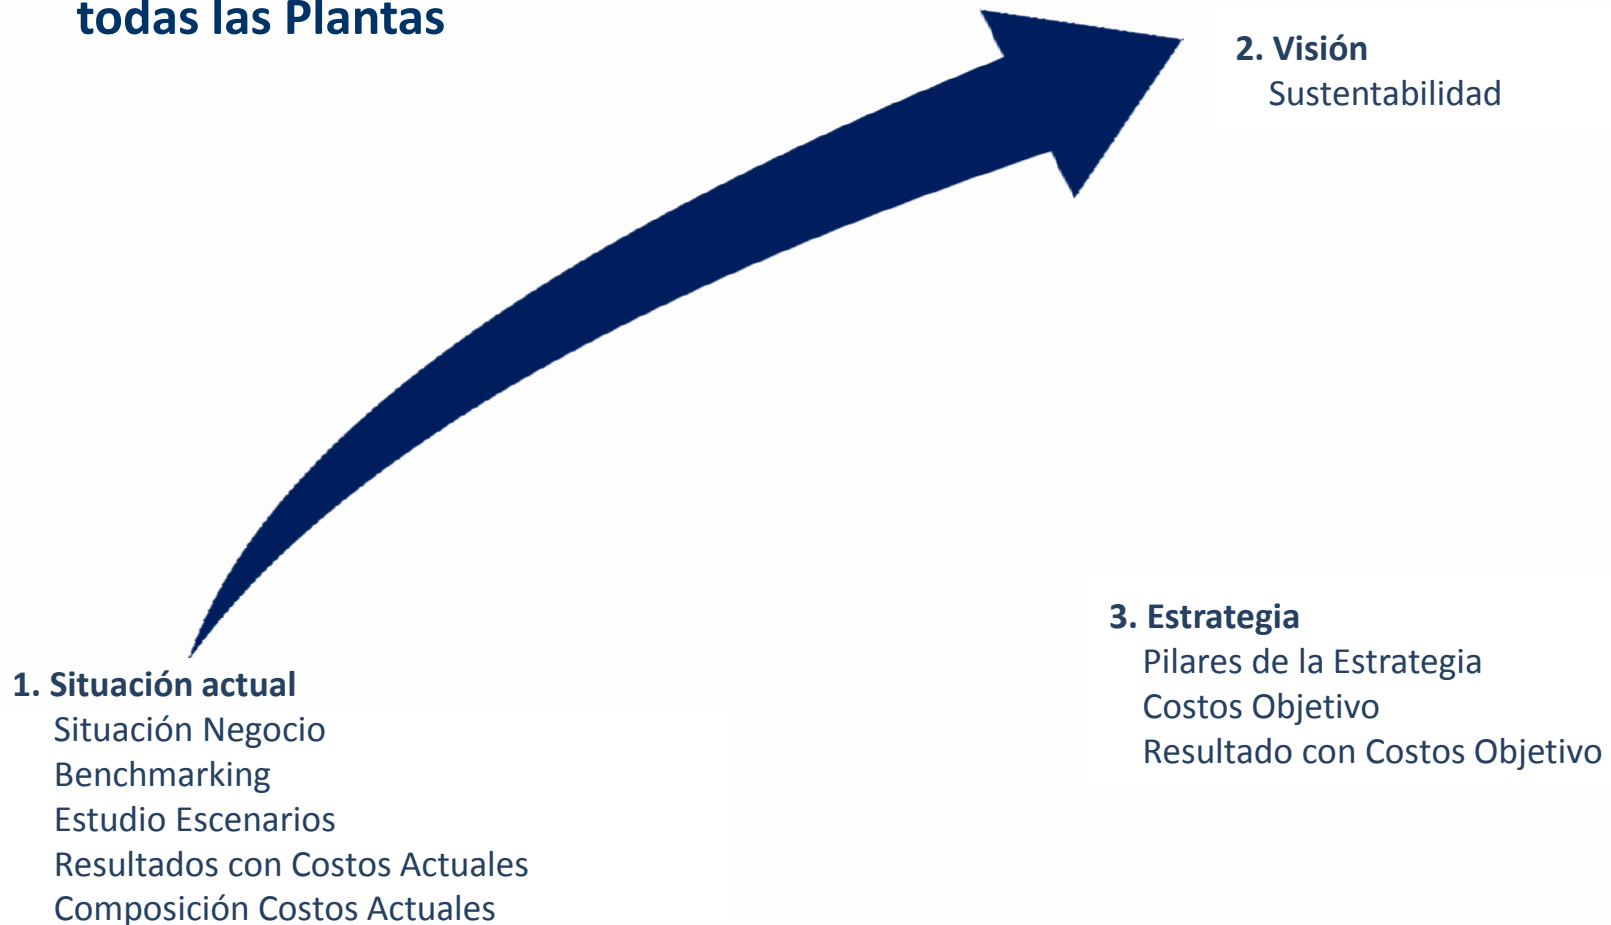 todas las Plantas
2. Visión
Sustentabilidad
3. Estrategia
Pilares de la Estrategia
Costos Objetivo
Resultado con Costos Objetivo
1. Situación actual
Situación Negocio
Benchmarking
Estudio Escenarios
Resultados con Costos Actuales
Composición Costos Actuales